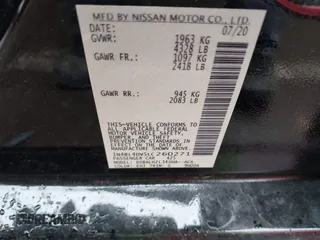 MFD BY NISSAN MOTOR CO., LTD.
DATE: 07/20
GVWR: 1963 KG
4328 LB
GAWR FR.: 1097 KG
2418 LB
GAWR RR.: 945 KG
2083 LB
THIS VEHICLE CONFORMS TO ALL
APPLICABLE FEDERAL MOTOR
VEHICLE SAFETY,
BUMPER, AND THEFT
PREVENTION STANDARDS
IN EFFECT ON THE DATE OF
MANUFACTURE SHOWN ABOVE.
PASSENGER CAR